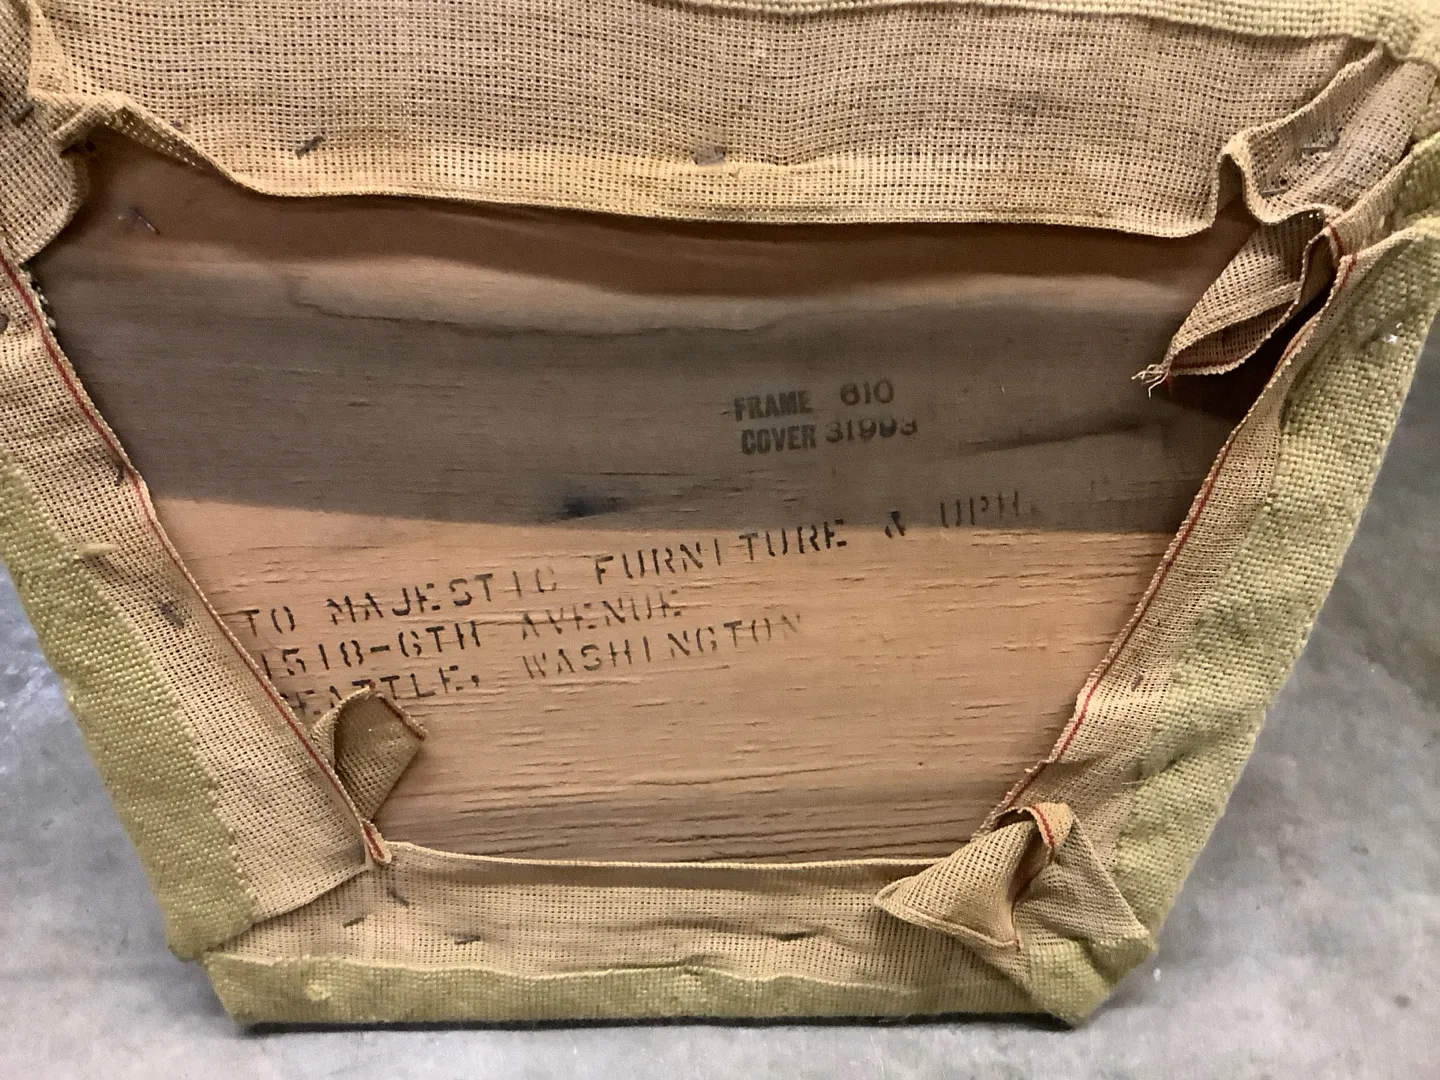 FRAME 610
COVER 31993
TO MAJESTIC FURNITURE & UPH.
1518-6TH AVENUE
SEATTLE, WASHINGTON